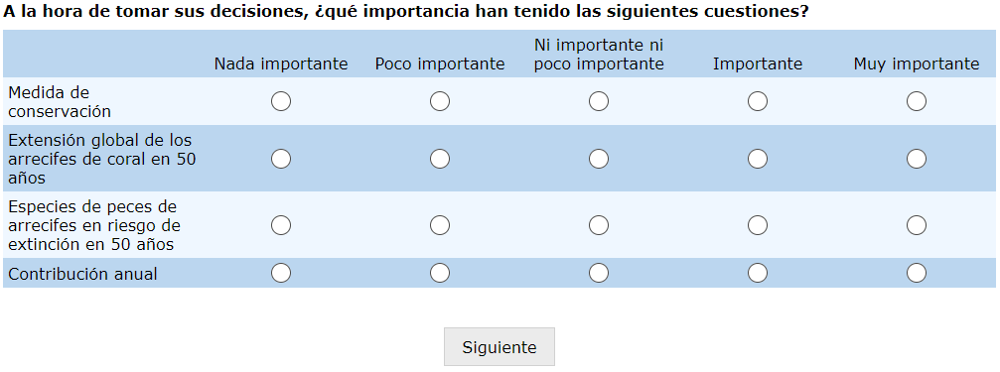 A la hora de tomar sus decisiones, ¿qué importancia han tenido las siguientes cuestiones?
Nada importante Poco importante Ni importante ni poco importante Importante Muy importante
Medida de
conservación
Extensión global de los
arrecifes de coral en 50
años
Especies de peces de
arrecifes en riesgo de
extinción en 50 años
Contribución anual
Siguiente